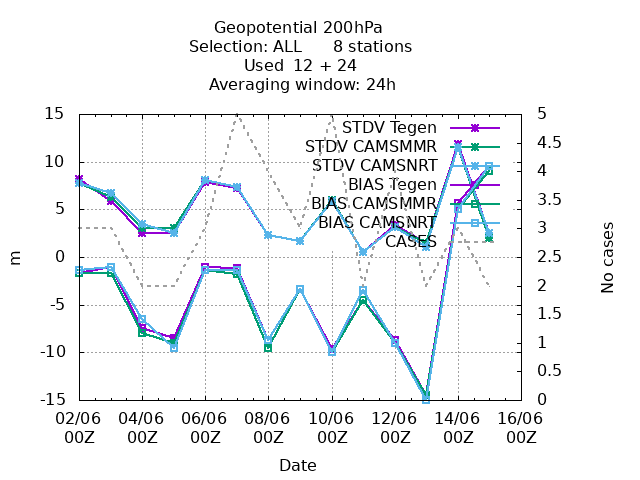 Geopotential 200hPa
Selection: ALL 8 stations
Used 12 + 24
Averaging window: 24h
15
10
5
0
-5
-10
-15
m
5
4.5
4
3.5
3
2.5
2
1.5
1
0.5
0
No cases
STDV Tegen
STDV CAMSMMR
STDV CAMSNRT
BIAS Tegen
BIAS CAMSMMR
BIAS CAMSNRT
CASES
02/06 04/06 06/06 08/06 10/06 12/06 14/06 16/06
00Z 00Z 00Z 00Z 00Z 00Z 00Z 00Z
Date